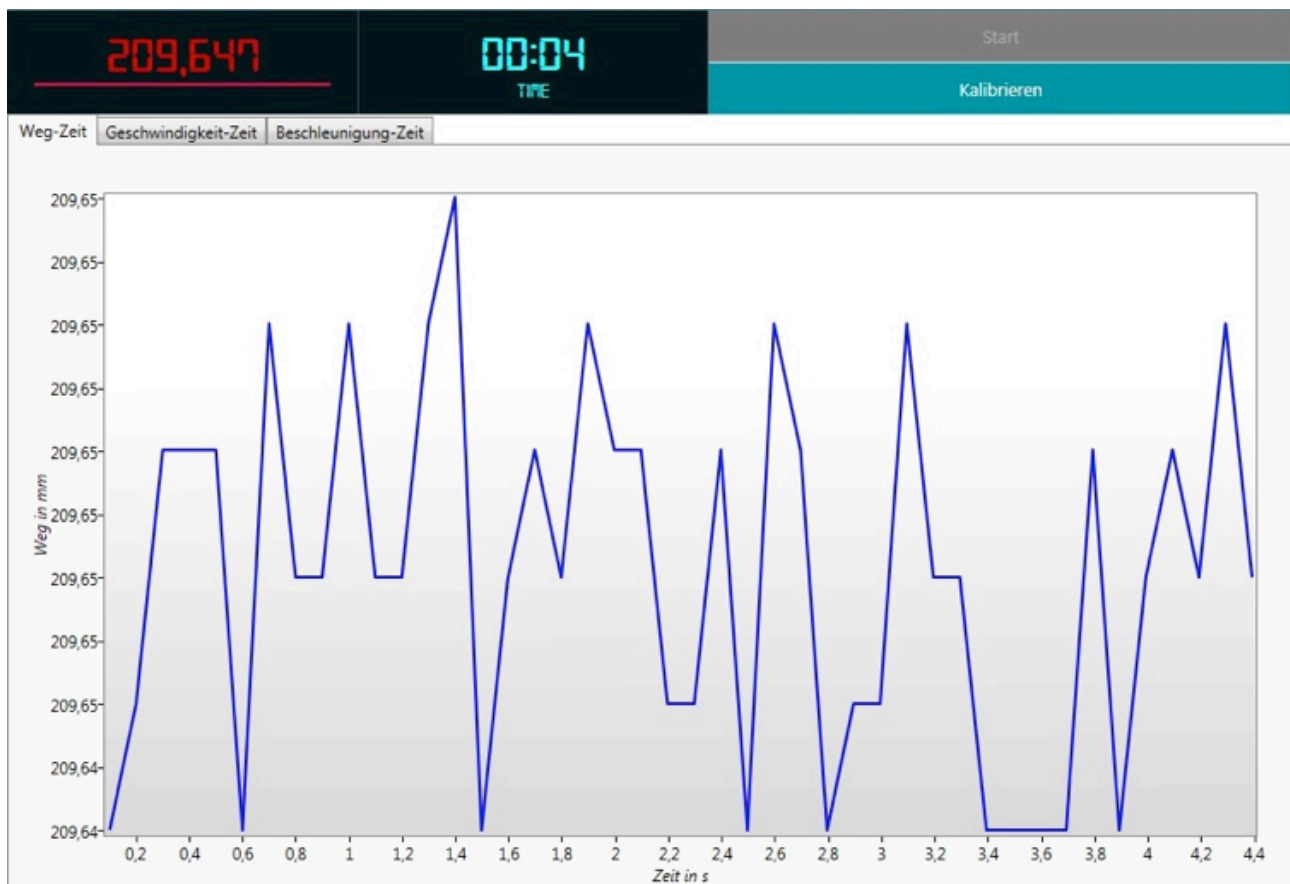 209,647
00:04
TIME
Start
Kalibrieren
Weg-Zeit Geschwindigkeit-Zeit Beschleunigung-Zeit
209,65
209,65
209,65
209,65
209,65
209,65
209,65
209,65
209,65
209,64
209,64
Weg in mm
0,2 0,4 0,6 0,8 1 1,2 1,4 1,6 1,8 2 2,2 2,4 2,6 2,8 3 3,2 3,4 3,6 3,8 4 4,2 4,4
Zeit in s